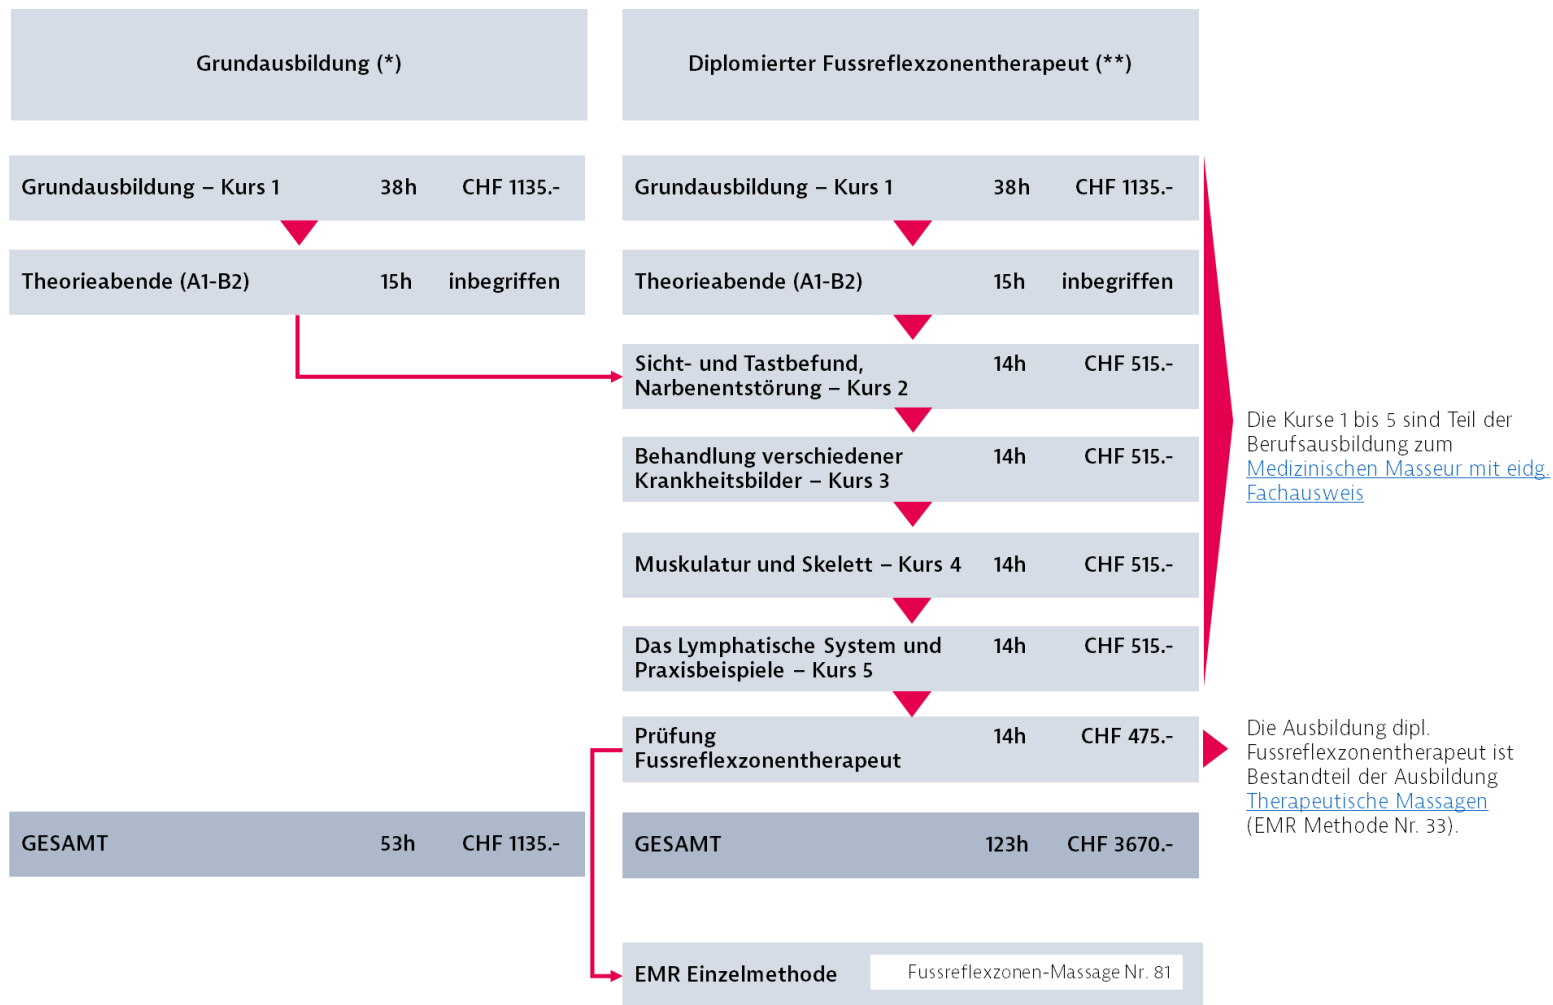 Grundausbildung (*)
Diplomierter Fussreflexzonentherapeut (**)
Grundausbildung – Kurs 1 38h CHF 1135.-
Theorieabende (A1-B2) 15h inbegriffen
GESAMT 53h CHF 1135.-
Grundausbildung – Kurs 1 38h CHF 1135.-
Theorieabende (A1-B2) 15h inbegriffen
Sicht- und Tastbefund, 14h CHF 515.-
Narbenentstörung – Kurs 2
Behandlung verschiedener 14h CHF 515.-
Krankheitsbilder – Kurs 3
Muskulatur und Skelett – Kurs 4 14h CHF 515.-
Das Lymphatische System und 14h CHF 515.-
Praxisbeispiele – Kurs 5
Prüfung 14h CHF 475.-
Fussreflexzonentherapeut
GESAMT 123h CHF 3670.-
EMR Einzelmethode Fussreflexzonen-Massage Nr. 81
Die Kurse 1 bis 5 sind Teil der
Berufsausbildung zum
Medizinischen Masseur mit eidg.
Fachausweis
Die Ausbildung dipl.
Fussreflexzonentherapeut ist
Bestandteil der Ausbildung
Therapeutische Massagen
(EMR Methode Nr. 33).